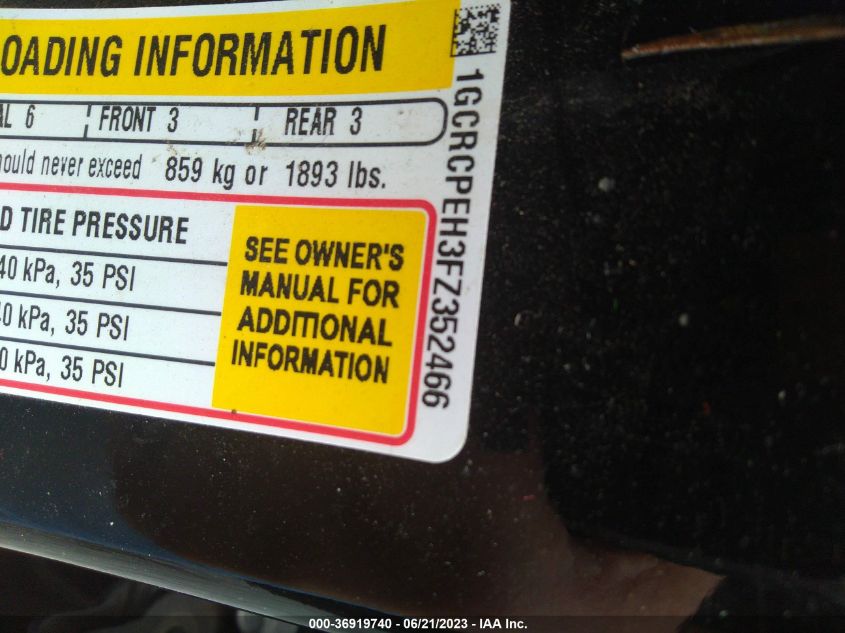 OADING INFORMATION
AL 6 FRONT 3 REAR 3
ould never exceed 859 kg or 1893 lbs.
D TIRE PRESSURE
40 kPa, 35 PSI
40 kPa, 35 PSI
0 kPa, 35 PSI
SEE OWNER'S
MANUAL FOR
ADDITIONAL
INFORMATION
1GCRCPEH3FZ352466
000-36919740 - 06/21/2023 - IAA Inc.